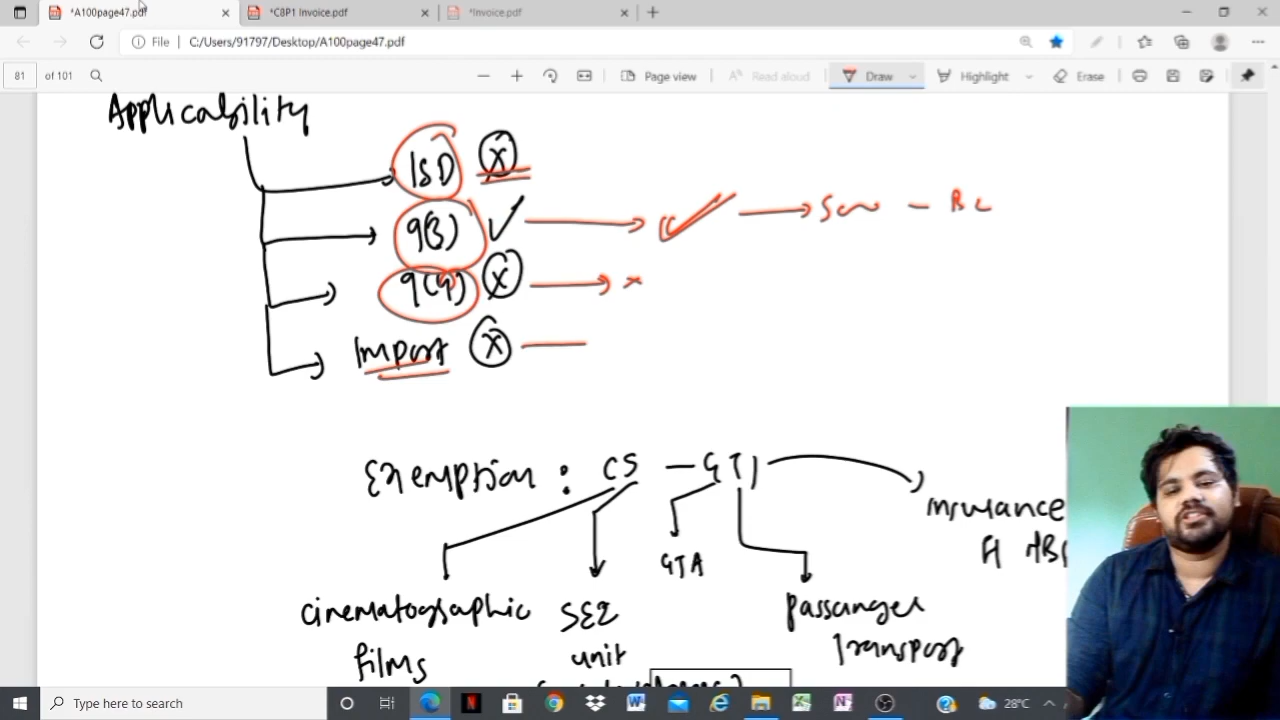 *A100page47.pdf
*C8P1 Invoice.pdf
*Invoice.pdf
File
C:/Users/91797/Desktop/A100page47.pdf
81 of 101
Page view
Read aloud
Draw
Highlight
Erase
Applicability
ISD X
9(3) ✓
9(4) X
Import X
Exemption : CS – GTI
Insurance
GTA
cinematographic
films
SEZ
unit
passanger
transport
Type here to search
28°C